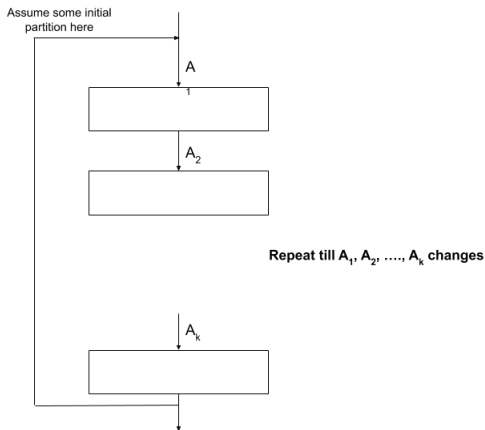 Assume some initial
partition here
A
1
A2
Repeat till A1, A2, …., Ak changes
Ak